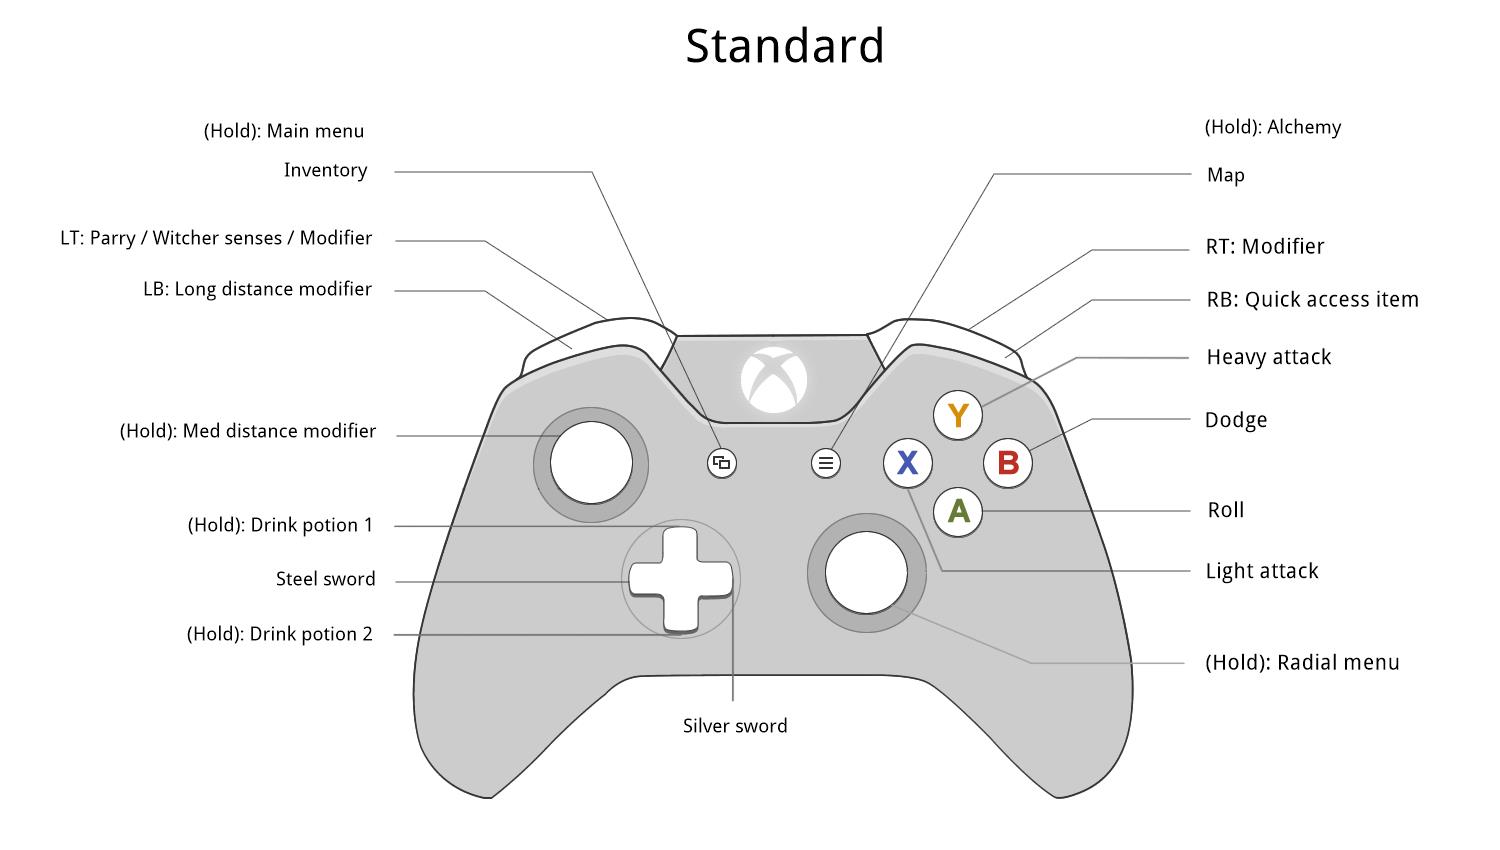 Standard
(Hold): Main menu
Inventory
LT: Parry / Witcher senses / Modifier
LB: Long distance modifier
(Hold): Med distance modifier
(Hold): Drink potion 1
Steel sword
(Hold): Drink potion 2
Silver sword
(Hold): Alchemy
Map
RT: Modifier
RB: Quick access item
Heavy attack
Dodge
Roll
Light attack
(Hold): Radial menu
Y
X
B
A